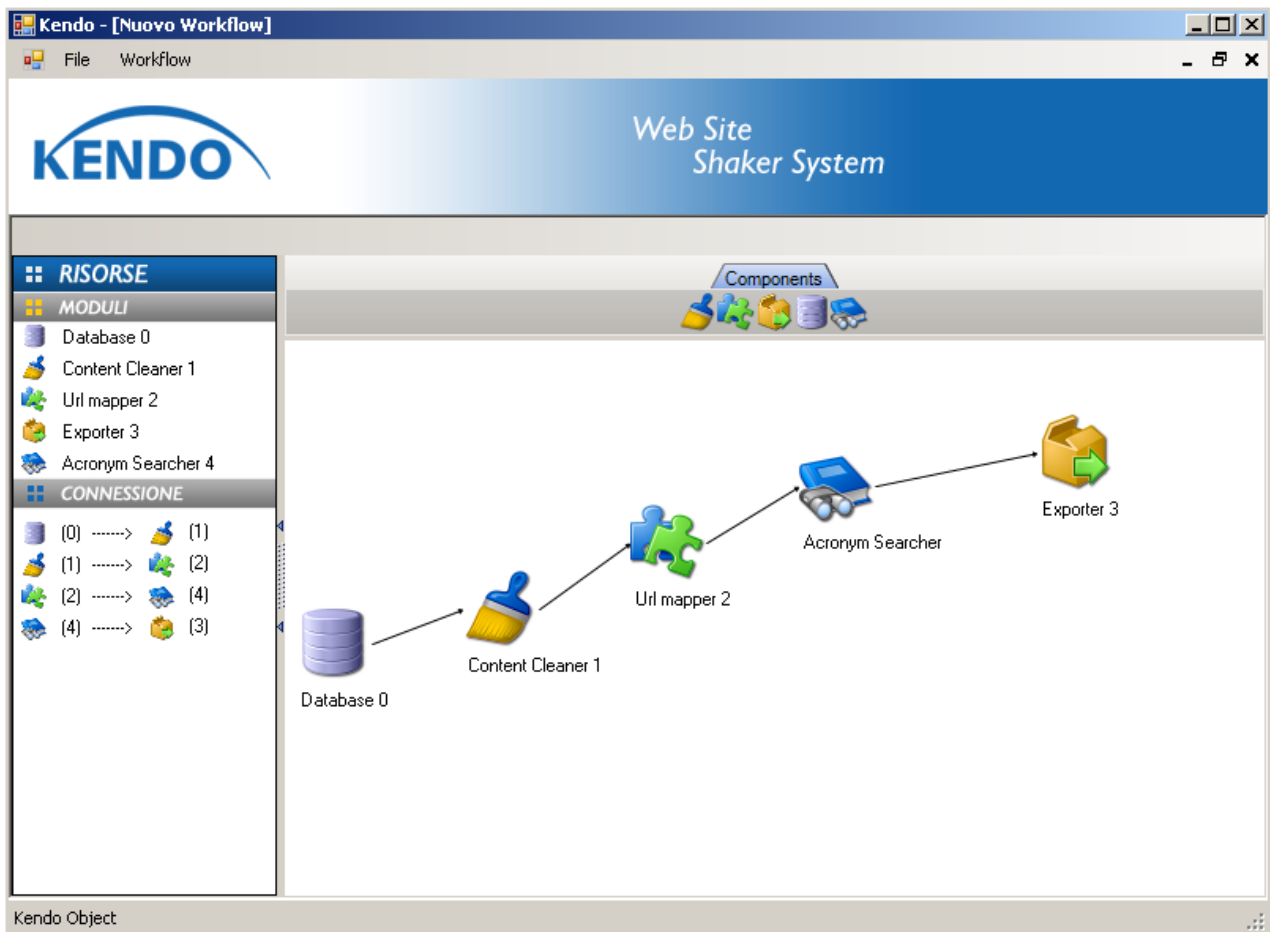 Kendo - [Nuovo Workflow]
File Workflow
KENDO
Web Site
Shaker System
RISORSE
MODULI
Database 0
Content Cleaner 1
Url mapper 2
Exporter 3
Acronym Searcher 4
CONNESSIONE
(0) ------> (1)
(1) ------> (2)
(2) ------> (4)
(4) ------> (3)
Components
Exporter 3
Acronym Searcher
Url mapper 2
Content Cleaner 1
Database 0
Kendo Object